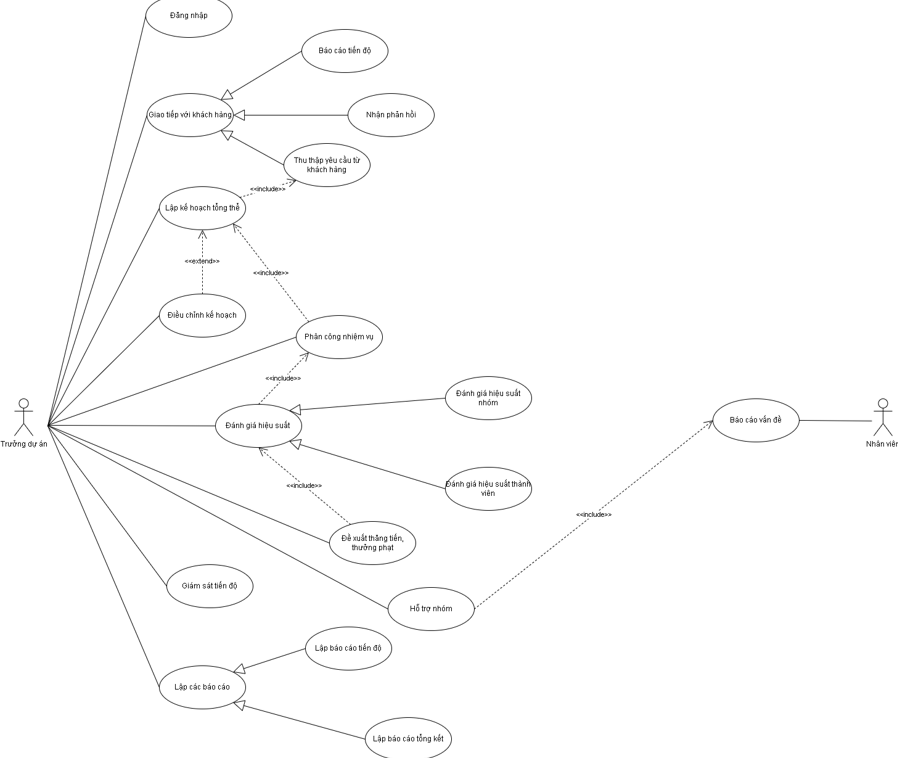 Đăng nhập
Báo cáo tiến độ
Giao tiếp với khách hàng
Nhận phản hồi
Thu thập yêu cầu từ
khách hàng
<<include>>
Lập kế hoạch tổng thể
<<extend>>
<<include>>
Điều chỉnh kế hoạch
Phân công nhiệm vụ
<<include>>
Đánh giá hiệu suất
nhóm
Trưởng dự án
Đánh giá hiệu suất
Báo cáo vấn đề
Nhân viên
<<include>>
Đánh giá hiệu suất thành
viên
<<include>>
Đề xuất thăng tiến,
thưởng phạt
Giám sát tiến độ
Hỗ trợ nhóm
Lập báo cáo tiến độ
Lập các báo cáo
Lập báo cáo tổng kết